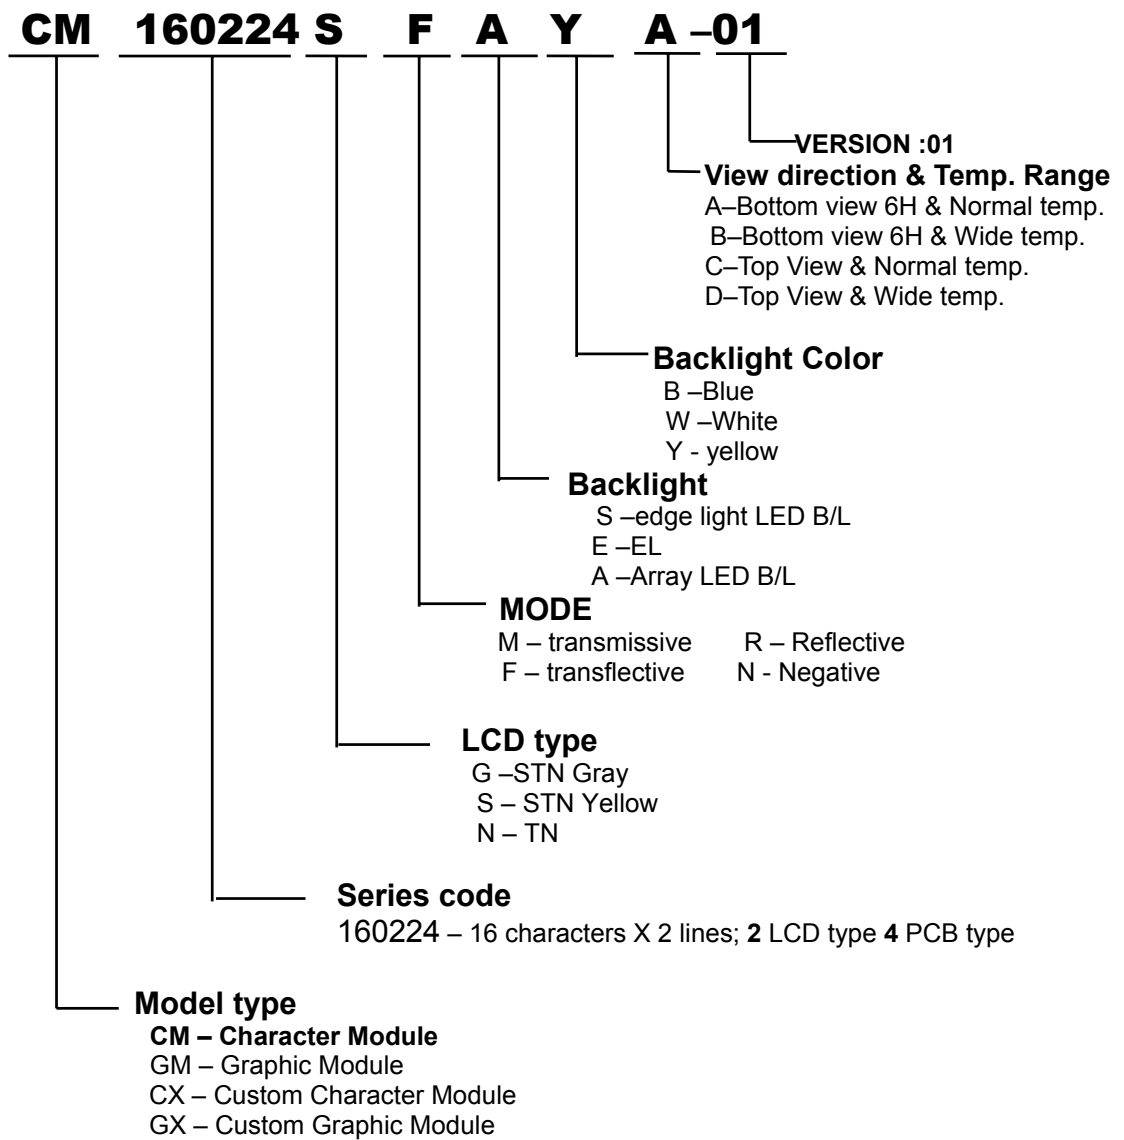 CM 160224 S F A Y A –01
VERSION :01
View direction & Temp. Range
A–Bottom view 6H & Normal temp.
B–Bottom view 6H & Wide temp.
C–Top View & Normal temp.
D–Top View & Wide temp.
Backlight Color
B –Blue
W –White
Y - yellow
Backlight
S –edge light LED B/L
E –EL
A –Array LED B/L
MODE
M – transmissive R – Reflective
F – transflective N - Negative
LCD type
G –STN Gray
S – STN Yellow
N – TN
Series code
160224 – 16 characters X 2 lines; 2 LCD type 4 PCB type
Model type
CM – Character Module
GM – Graphic Module
CX – Custom Character Module
GX – Custom Graphic Module